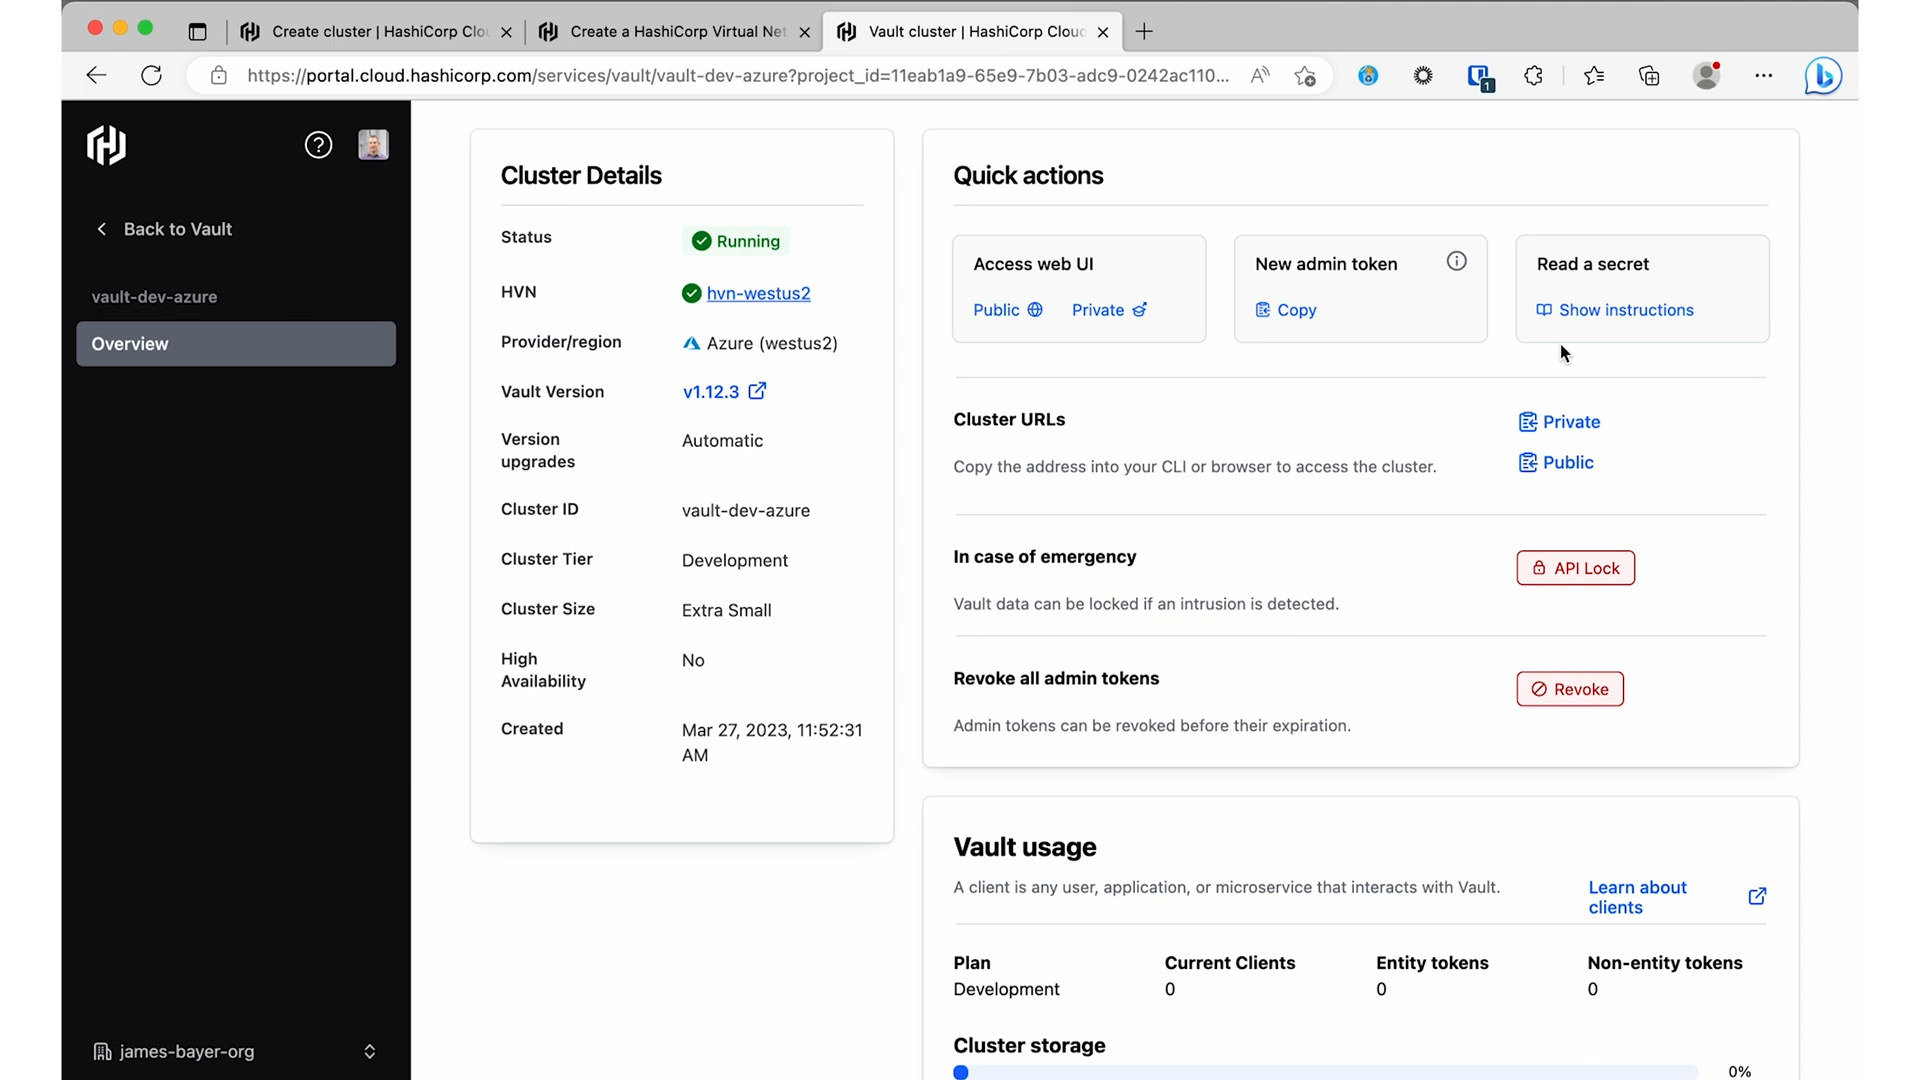 Create cluster | HashiCorp Clo
Create a HashiCorp Virtual Net
Vault cluster | HashiCorp Cloud
https://portal.cloud.hashicorp.com/services/vault/vault-dev-azure?project_id=11eab1a9-65e9-7b03-adc9-0242ac110...
1
Back to Vault
vault-dev-azure
Overview
james-bayer-org
Cluster Details
Status
Running
HVN
hvn-westus2
Provider/region
Azure (westus2)
Vault Version
v1.12.3
Version
upgrades
Automatic
Cluster ID
vault-dev-azure
Cluster Tier
Development
Cluster Size
Extra Small
High
Availability
No
Created
Mar 27, 2023, 11:52:31
AM
Quick actions
Access web UI
Public
Private
New admin token
Copy
Read a secret
Show instructions
Cluster URLs
Copy the address into your CLI or browser to access the cluster.
Private
Public
In case of emergency
Vault data can be locked if an intrusion is detected.
API Lock
Revoke all admin tokens
Admin tokens can be revoked before their expiration.
Revoke
Vault usage
A client is any user, application, or microservice that interacts with Vault.
Learn about
clients
Plan
Development
Current Clients
0
Entity tokens
0
Non-entity tokens
0
Cluster storage
0%